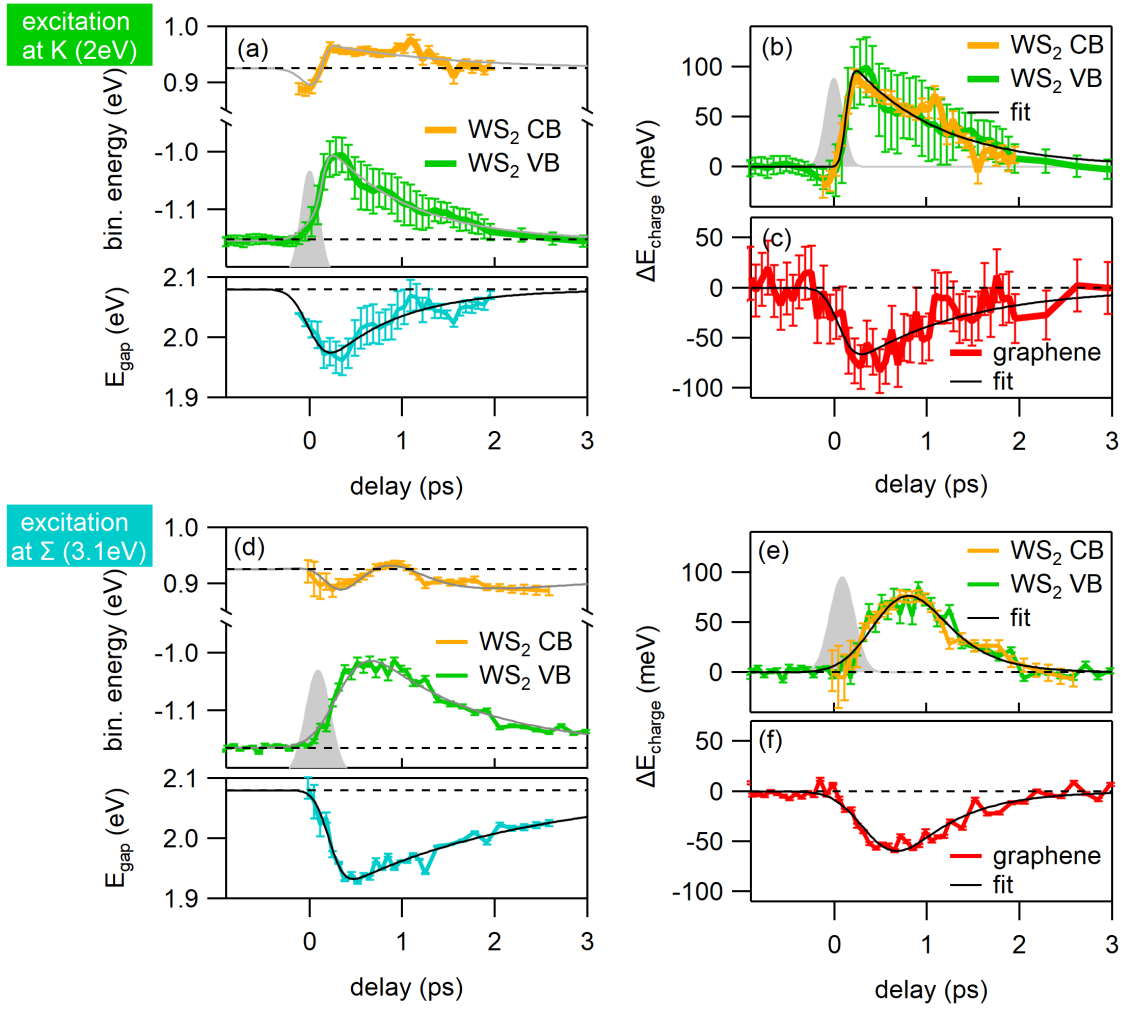 excitation
at K (2eV)
(a)
1.0
0.9
-1.0
-1.1
bin. energy (eV)
WS₂ CB
WS₂ VB
2.1
2.0
1.9
E_gap (eV)
0 1 2 3
delay (ps)
(b)
WS₂ CB
WS₂ VB
fit
100
50
0
ΔE_charge (meV)
(c)
50
0
-50
-100
graphene
fit
0 1 2 3
delay (ps)
excitation
at Σ (3.1eV)
(d)
1.0
0.9
-1.0
-1.1
bin. energy (eV)
WS₂ CB
WS₂ VB
2.1
2.0
1.9
E_gap (eV)
0 1 2 3
delay (ps)
(e)
WS₂ CB
WS₂ VB
fit
100
50
0
ΔE_charge (meV)
(f)
50
0
-50
-100
graphene
fit
0 1 2 3
delay (ps)